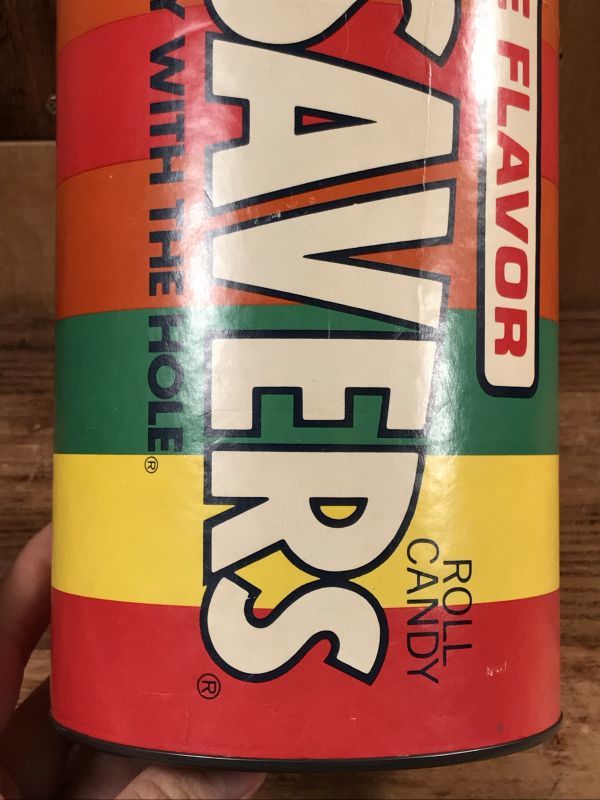 E FLAVOR
ROLL
CANDY
SAVERS®
Y WITH THE HOLE®